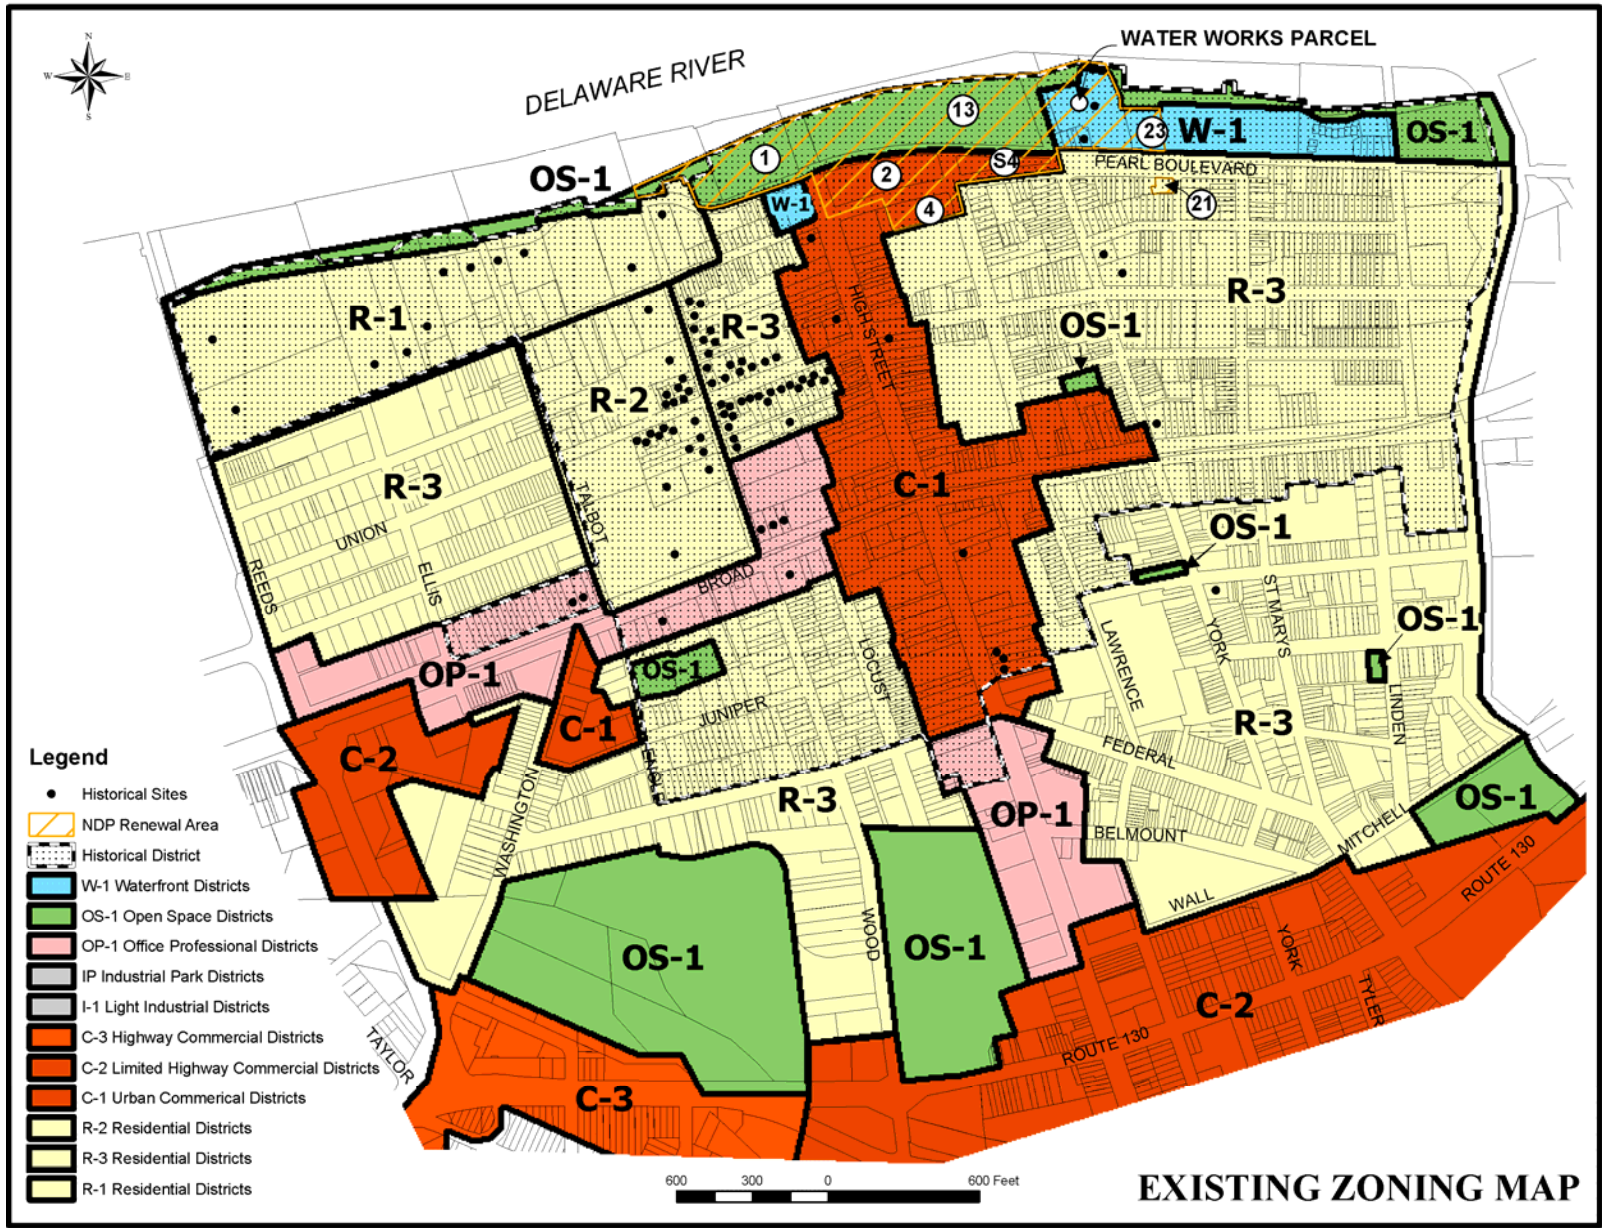 WATER WORKS PARCEL
N
W
E
S
DELAWARE RIVER
13
1
23
W-1
OS-1
PEARL BOULEVARD
S4
2
OS-1
W-1
4
21
R-1
R-3
HIGH STREET
R-3
OS-1
R-2
R-3
C-1
UNION
TALBOT
OS-1
REEDS
ELLIS
BROAD
ST MARYS
YORK
OS-1
LAWRENCE
LOCUST
OP-1
OS-1
JUNIPER
LINDEN
C-1
R-3
C-2
FEDERAL
WASHINGTON
R-3
OP-1
BELMOUNT
MITCHELL
OS-1
ROUTE 130
WALL
WOOD
OS-1
OS-1
YORK
C-2
TYLER
ROUTE 130
TAYLOR
C-3
Legend
Historical Sites
NDP Renewal Area
Historical District
W-1 Waterfront Districts
OS-1 Open Space Districts
OP-1 Office Professional Districts
IP Industrial Park Districts
I-1 Light Industrial Districts
C-3 Highway Commercial Districts
C-2 Limited Highway Commercial Districts
C-1 Urban Commerical Districts
R-2 Residential Districts
R-3 Residential Districts
R-1 Residential Districts
600 300 0 600 Feet
EXISTING ZONING MAP